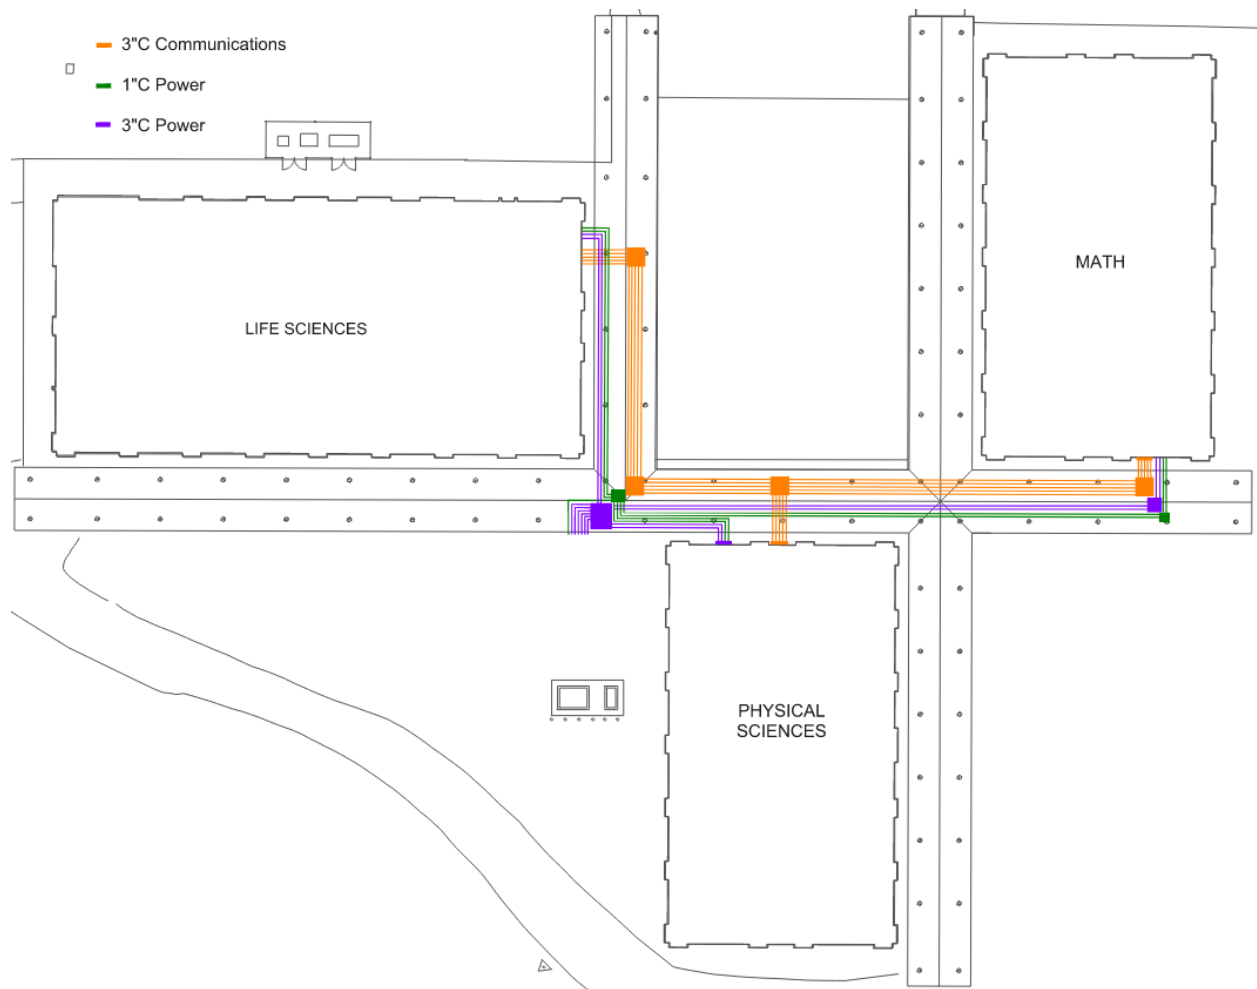 3"C Communications
1"C Power
3"C Power
MATH
LIFE SCIENCES
PHYSICAL
SCIENCES